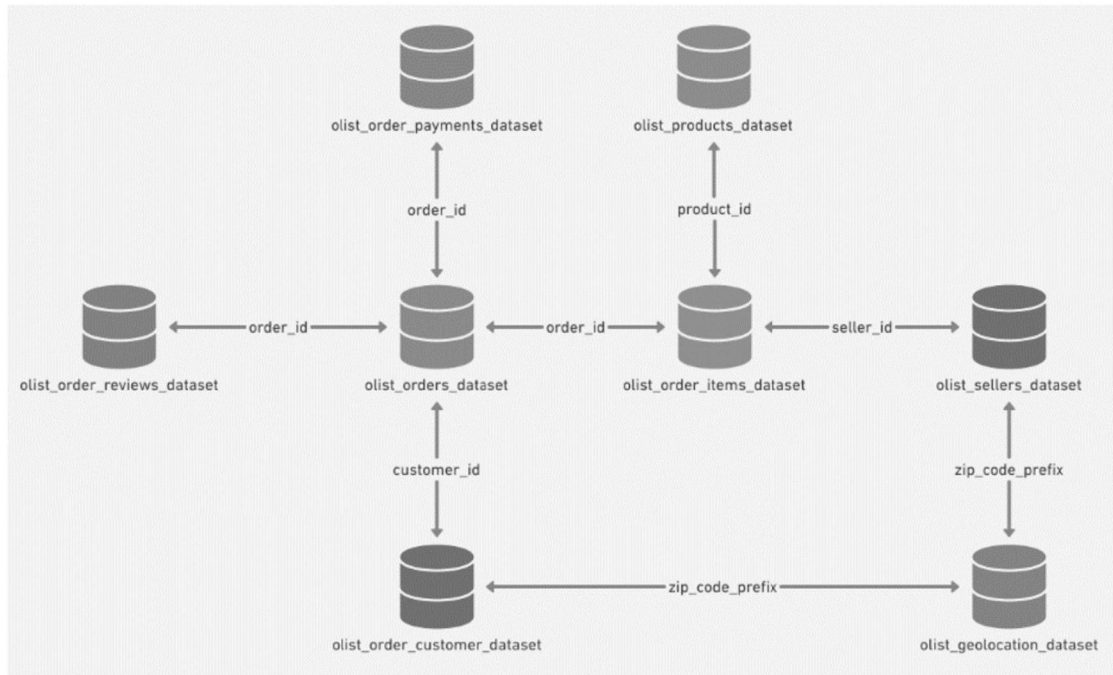 olist_order_payments_dataset
olist_products_dataset
order_id
product_id
order_id
order_id
seller_id
olist_order_reviews_dataset
olist_orders_dataset
olist_order_items_dataset
olist_sellers_dataset
customer_id
zip_code_prefix
zip_code_prefix
olist_order_customer_dataset
olist_geolocation_dataset